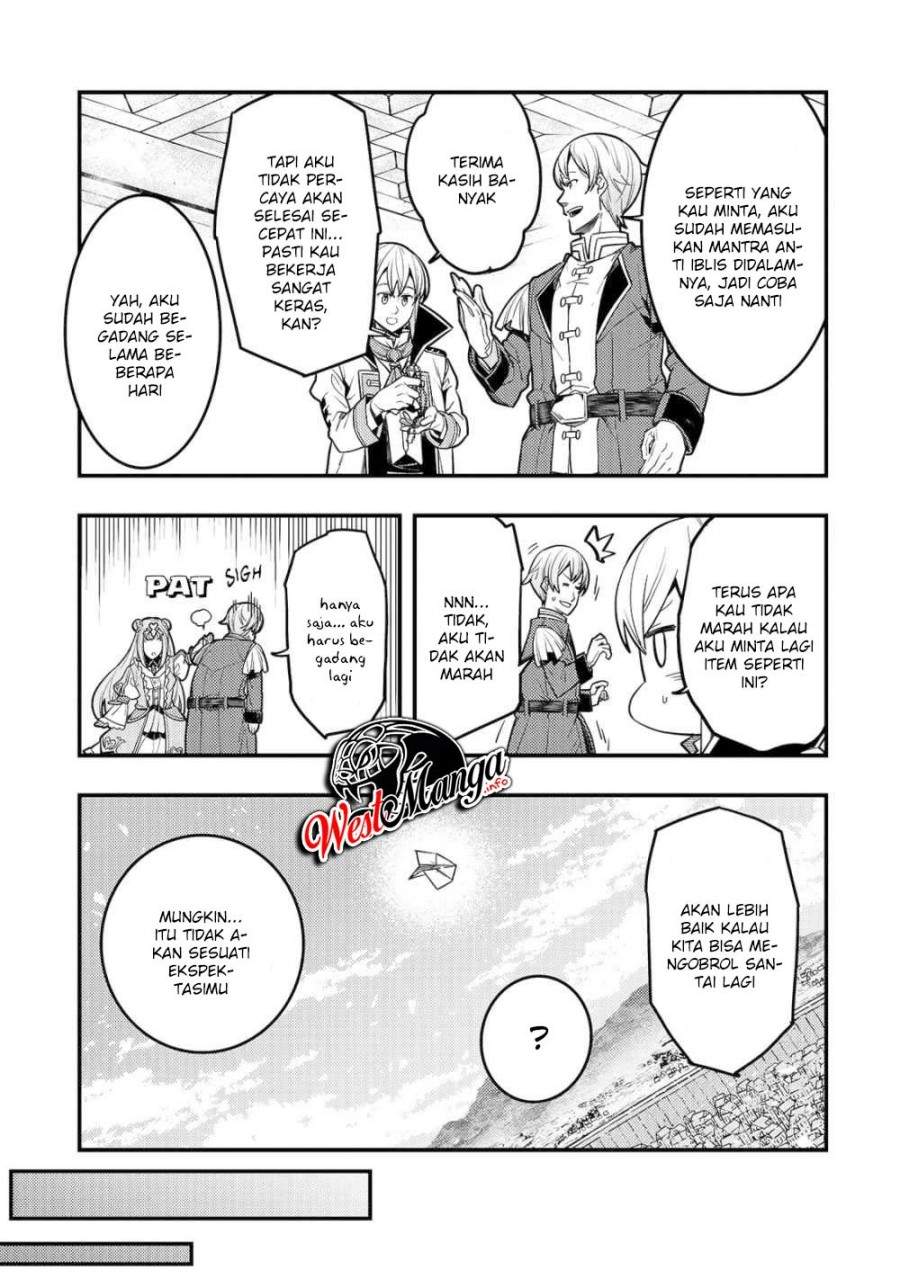 SEPERTI YANG
KAU MINTA, AKU
SUDAH MEMASU-
KAN MANTRA AN-
TI IBLIS DIDALAM-
NYA, JADI COBA
SAJA NANTI
TERIMA
KASIH BA-
NYAK
TAPI AKU
TIDAK PER-
CAYA AKAN
SELESAI SE-
CEPAT INI...
PASTI KAU
BEKERJA
SANGAT
KERAS,
KAN?
YAH, AKU
SUDAH BE-
GADANG SE-
LAMA BE-
BERAPA
HARI
TERUS APA
KAU TIDAK
MARAH KALAU
AKU MINTA LAGI
ITEM SEPERTI
INI?
NNN...
TIDAK,
AKU TI-
DAK AKAN
MARAH
hanya
saja... aku
harus be-
gadang
lagi
SIGH
PAT
WestManga
.info
AKAN LEBIH
BAIK KALAU
KITA BISA ME-
NGOBROL SAN-
TAI LAGI
?
MUNGKIN...
ITU TIDAK A-
KAN SESUATI
EKSPEK-
TASIMU